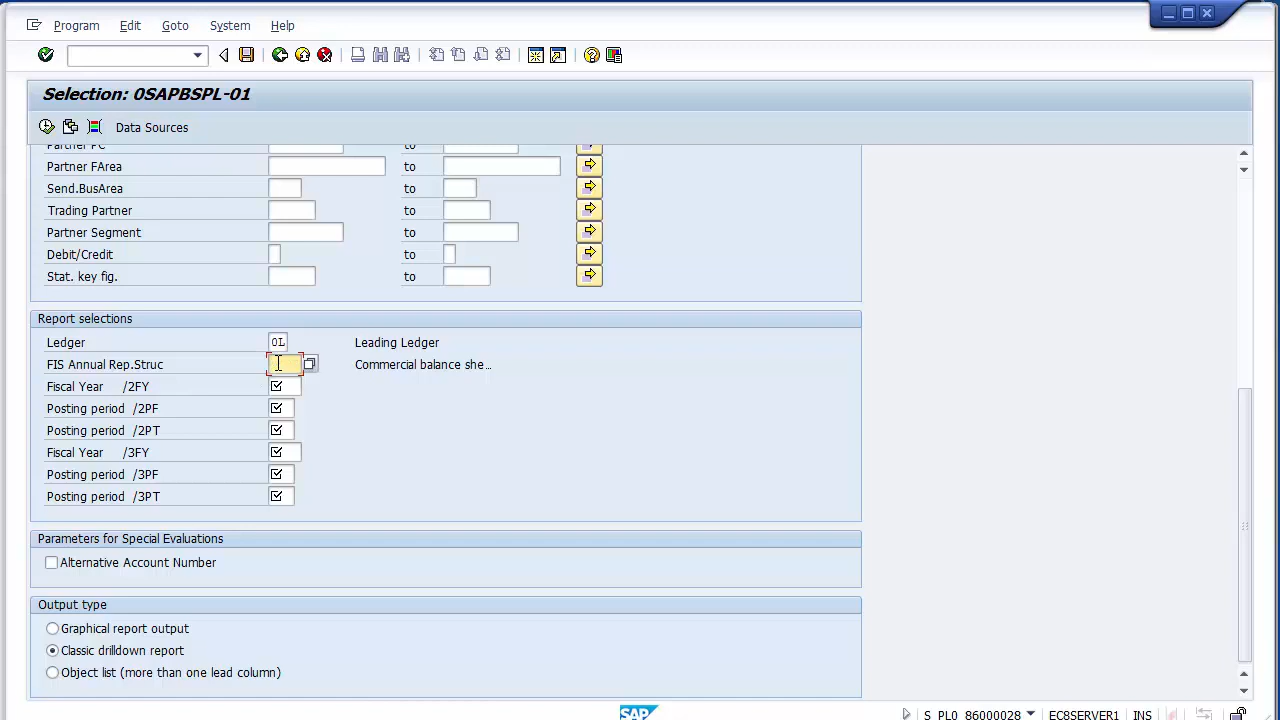 Program Edit Goto System Help
Selection: 0SAPBSPL-01
Data Sources
Partner PC to
Partner FArea to
Send.BusArea to
Trading Partner to
Partner Segment to
Debit/Credit to
Stat. key fig. to
Report selections
Ledger 0L Leading Ledger
FIS Annual Rep.Struc Commercial balance she...
Fiscal Year /2FY
Posting period /2PF
Posting period /2PT
Fiscal Year /3FY
Posting period /3PF
Posting period /3PT
Parameters for Special Evaluations
Alternative Account Number
Output type
Graphical report output
Classic drilldown report
Object list (more than one lead column)
SAP S_PL0_86000028 EC8SERVER1 INS